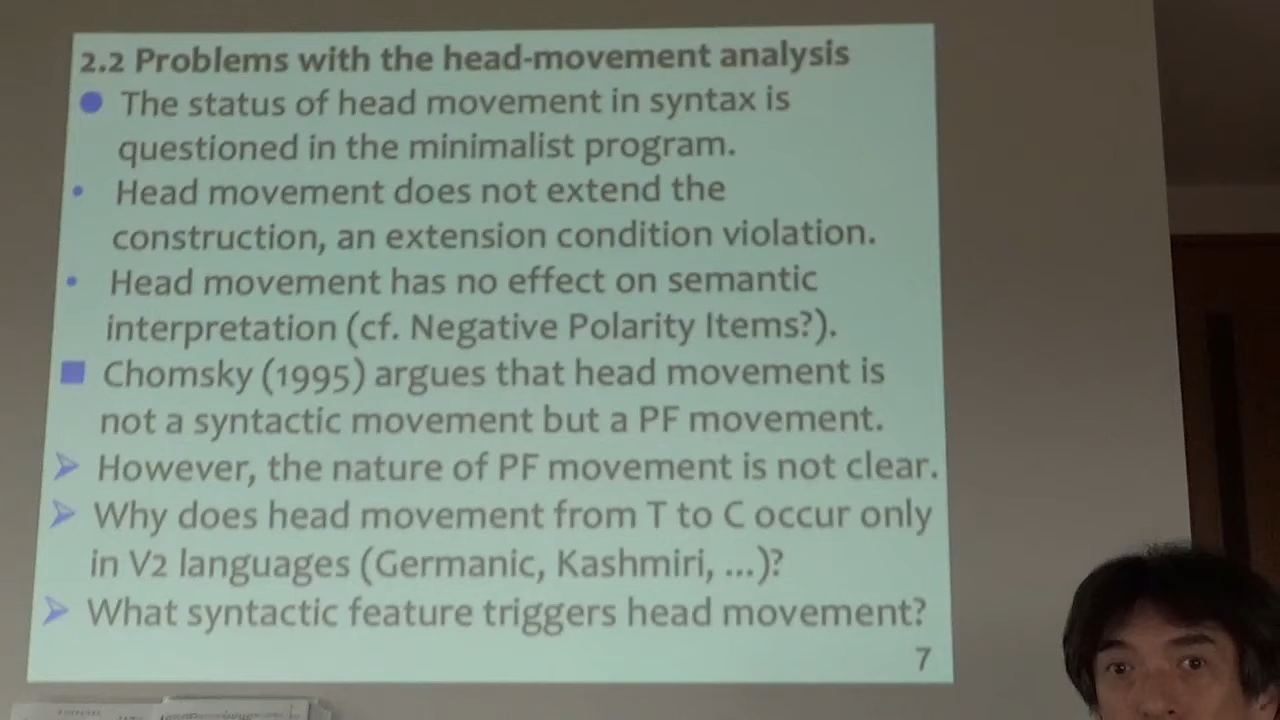 2.2 Problems with the head-movement analysis
The status of head movement in syntax is
questioned in the minimalist program.
Head movement does not extend the
construction, an extension condition violation.
Head movement has no effect on semantic
interpretation (cf. Negative Polarity Items?).
Chomsky (1995) argues that head movement is
not a syntactic movement but a PF movement.
However, the nature of PF movement is not clear.
Why does head movement from T to C occur only
in V2 languages (Germanic, Kashmiri, ...)?
What syntactic feature triggers head movement?
7